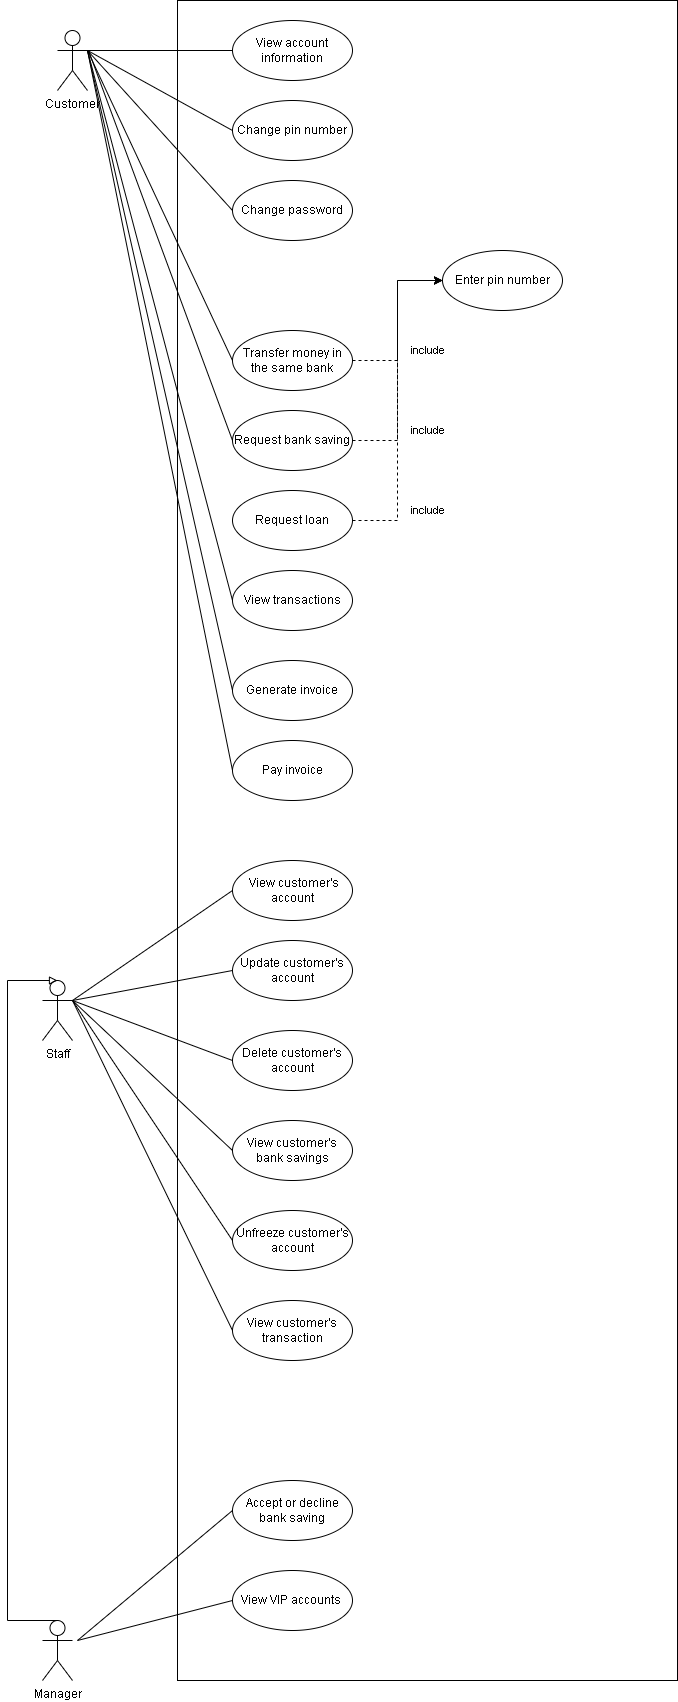 View account
information
Customer
Change pin number
Change password
Enter pin number
Transfer money in
the same bank
include
Request bank saving
include
Request loan
include
View transactions
Generate invoice
Pay invoice
View customer's
account
Update customer's
account
Staff
Delete customer's
account
View customer's
bank savings
Unfreeze customer's
account
View customer's
transaction
Accept or decline
bank saving
View VIP accounts
Manager